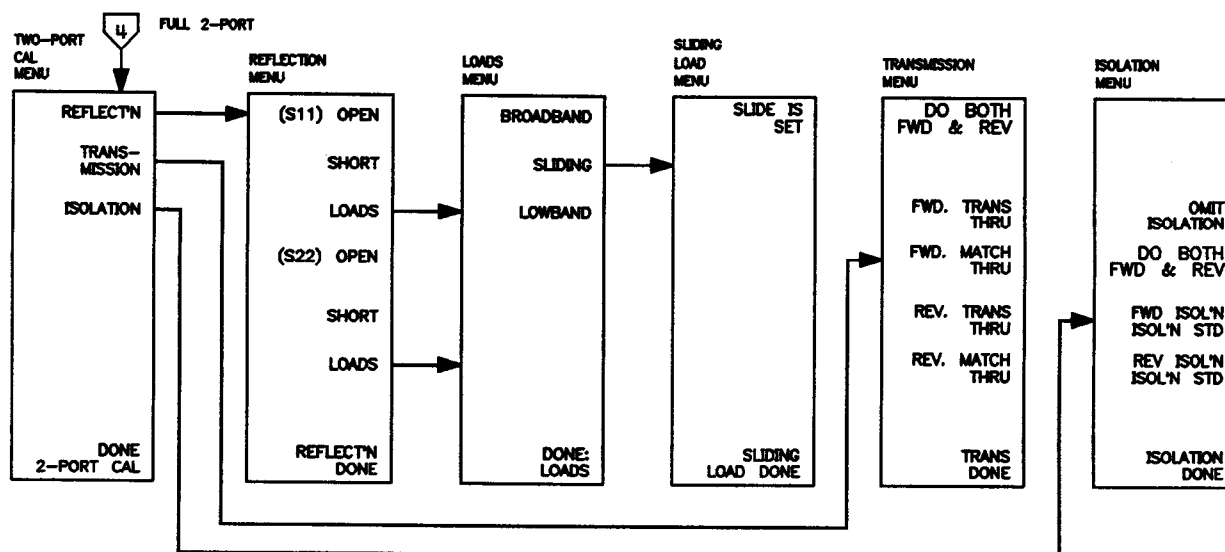 4
FULL 2-PORT
TWO-PORT
CAL
MENU
REFLECT'N
TRANS-
MISSION
ISOLATION
DONE
2-PORT CAL
REFLECTION
MENU
(S11) OPEN
SHORT
LOADS
(S22) OPEN
SHORT
LOADS
REFLECT'N
DONE
LOADS
MENU
BROADBAND
SLIDING
LOWBAND
DONE:
LOADS
SLIDING
LOAD
MENU
SLIDE IS
SET
SLIDING
LOAD DONE
TRANSMISSION
MENU
DO BOTH
FWD & REV
FWD. TRANS
THRU
FWD. MATCH
THRU
REV. TRANS
THRU
REV. MATCH
THRU
TRANS
DONE
ISOLATION
MENU
OMIT
ISOLATION
DO BOTH
FWD & REV
FWD ISOL'N
ISOL'N STD
REV ISOL'N
ISOL'N STD
ISOLATION
DONE